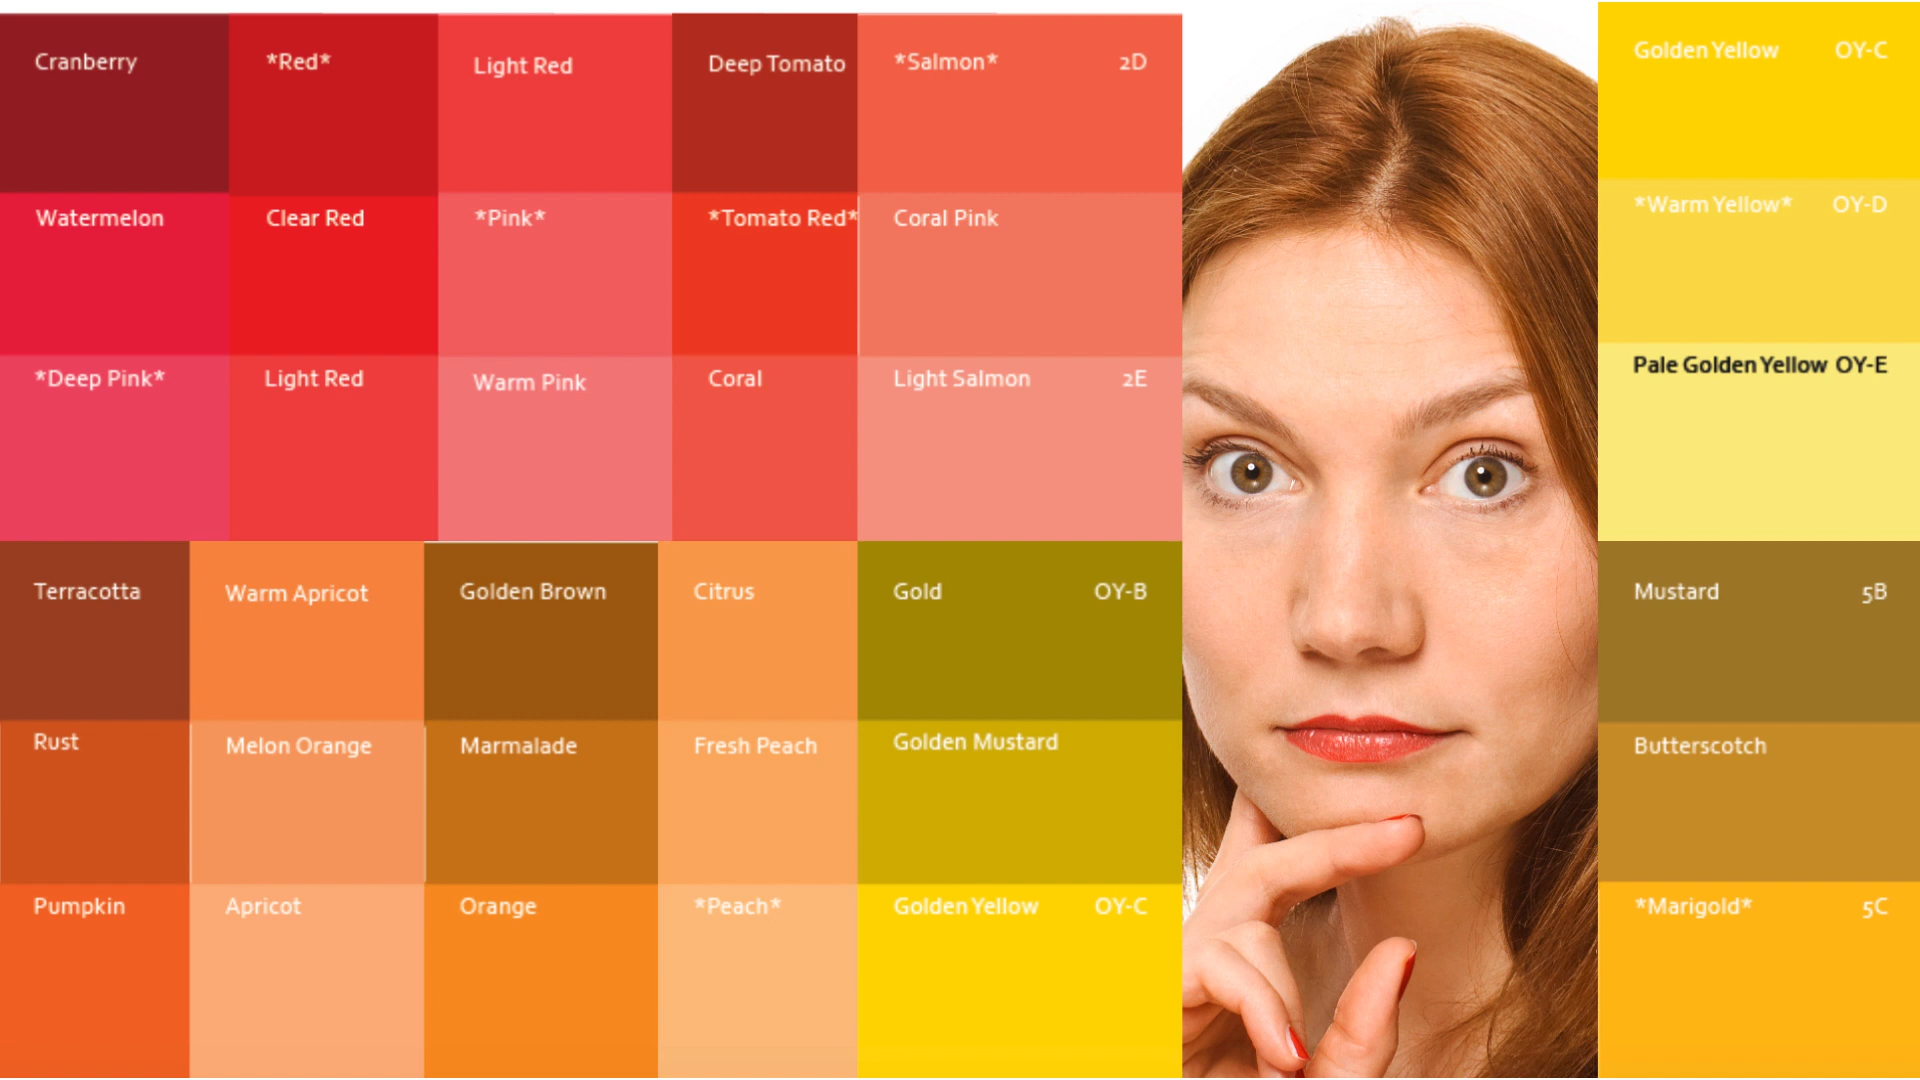 Cranberry
*Red*
Light Red
Deep Tomato
*Salmon* 2D
Golden Yellow OY-C
Watermelon
Clear Red
*Pink*
*Tomato Red*
Coral Pink
*Warm Yellow* OY-D
*Deep Pink*
Light Red
Warm Pink
Coral
Light Salmon 2E
Pale Golden Yellow OY-E
Terracotta
Warm Apricot
Golden Brown
Citrus
Gold OY-B
Mustard 5B
Rust
Melon Orange
Marmalade
Fresh Peach
Golden Mustard
Butterscotch
Pumpkin
Apricot
Orange
*Peach*
Golden Yellow OY-C
*Marigold* 5C